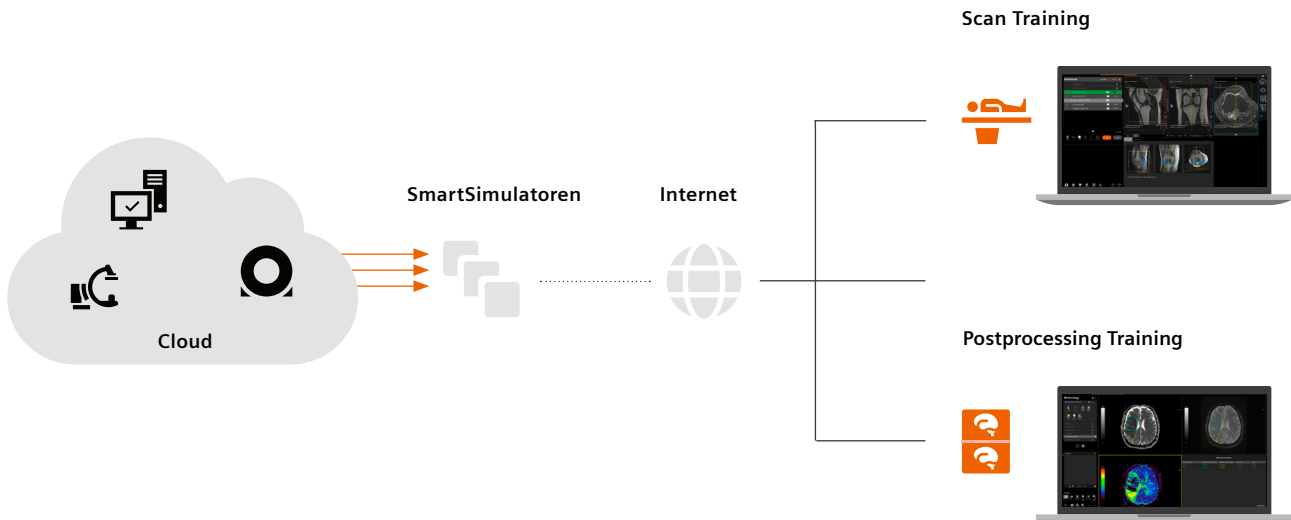 Scan Training
SmartSimulatoren
Internet
Cloud
Postprocessing Training